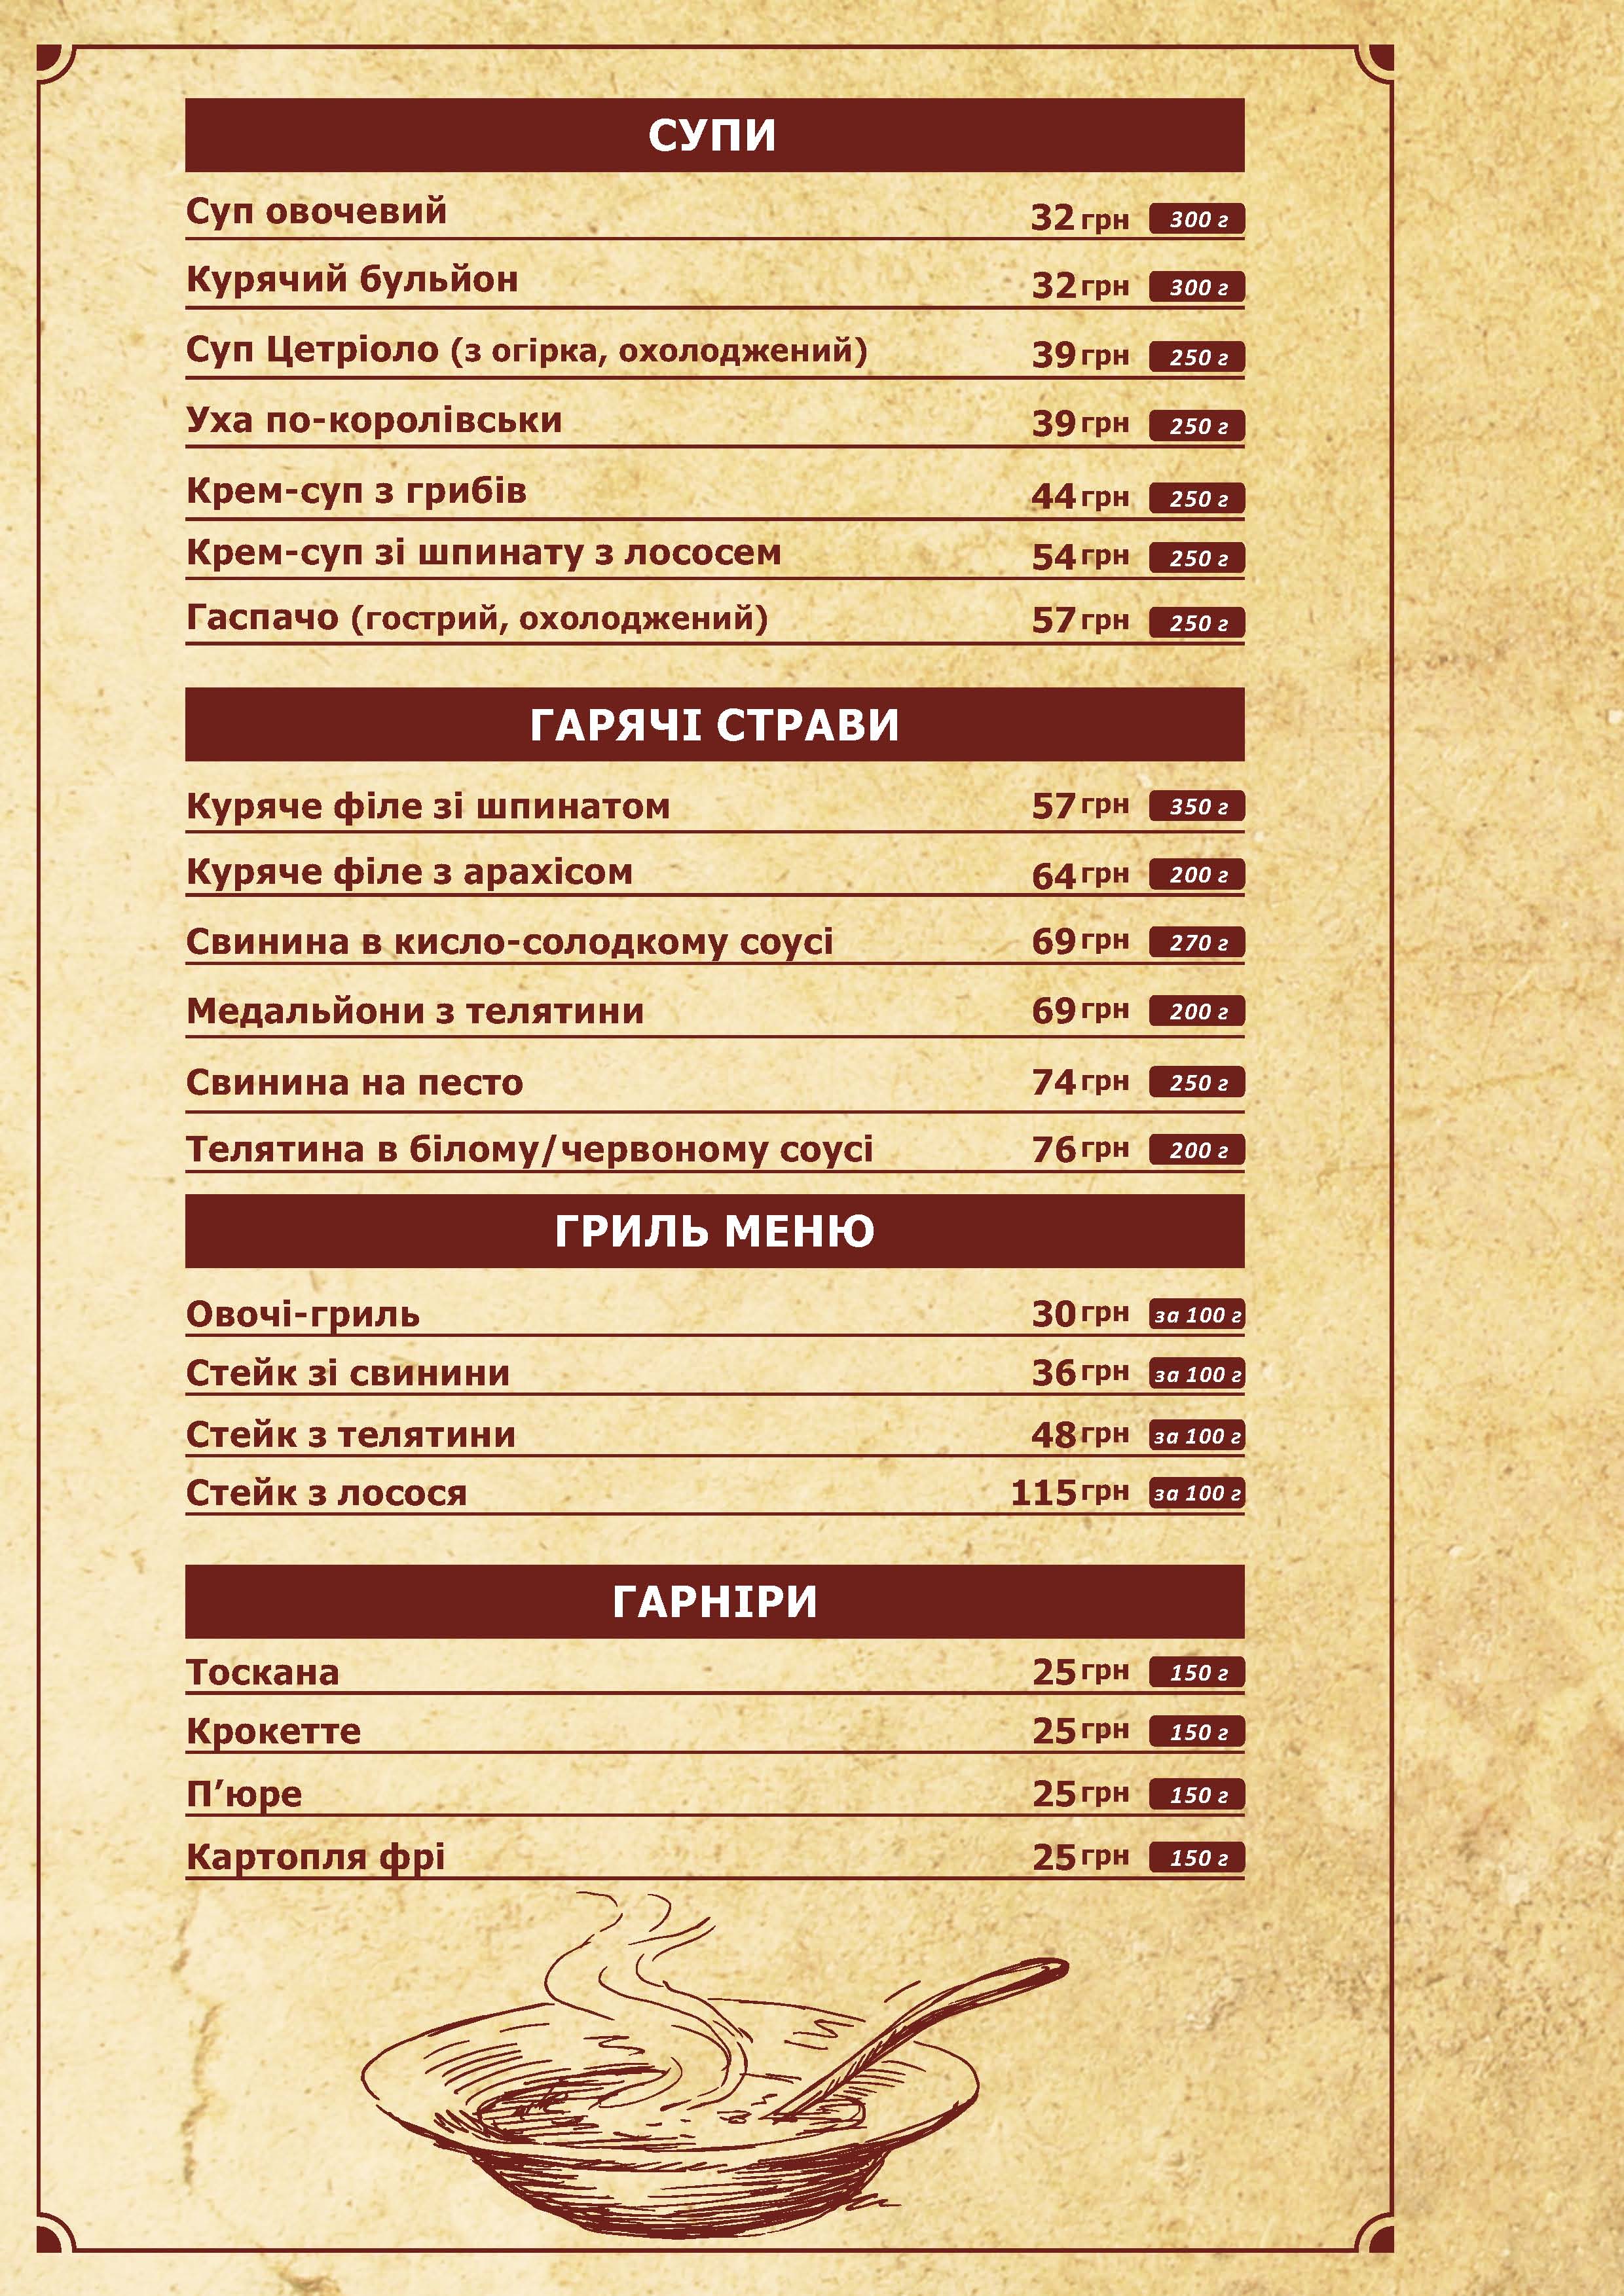 СУПИ
Суп овочевий 32 грн 300 г
Курячий бульйон 32 грн 300 г
Суп Цетріоло (з огірка, охолоджений) 39 грн 250 г
Уха по-королівськи 39 грн 250 г
Крем-суп з грибів 44 грн 250 г
Крем-суп зі шпинату з лососем 54 грн 250 г
Гаспачо (гострий, охолоджений) 57 грн 250 г
ГАРЯЧІ СТРАВИ
Куряче філе зі шпинатом 57 грн 350 г
Куряче філе з арахісом 64 грн 200 г
Свинина в кисло-солодкому соусі 69 грн 270 г
Медальйони з телятини 69 грн 200 г
Свинина на песто 74 грн 250 г
Телятина в білому/червоному соусі 76 грн 200 г
ГРИЛЬ МЕНЮ
Овочі-гриль 30 грн за 100 г
Стейк зі свинини 36 грн за 100 г
Стейк з телятини 48 грн за 100 г
Стейк з лосося 115 грн за 100 г
ГАРНІРИ
Тоскана 25 грн 150 г
Крокетте 25 грн 150 г
П’юре 25 грн 150 г
Картопля фрі 25 грн 150 г